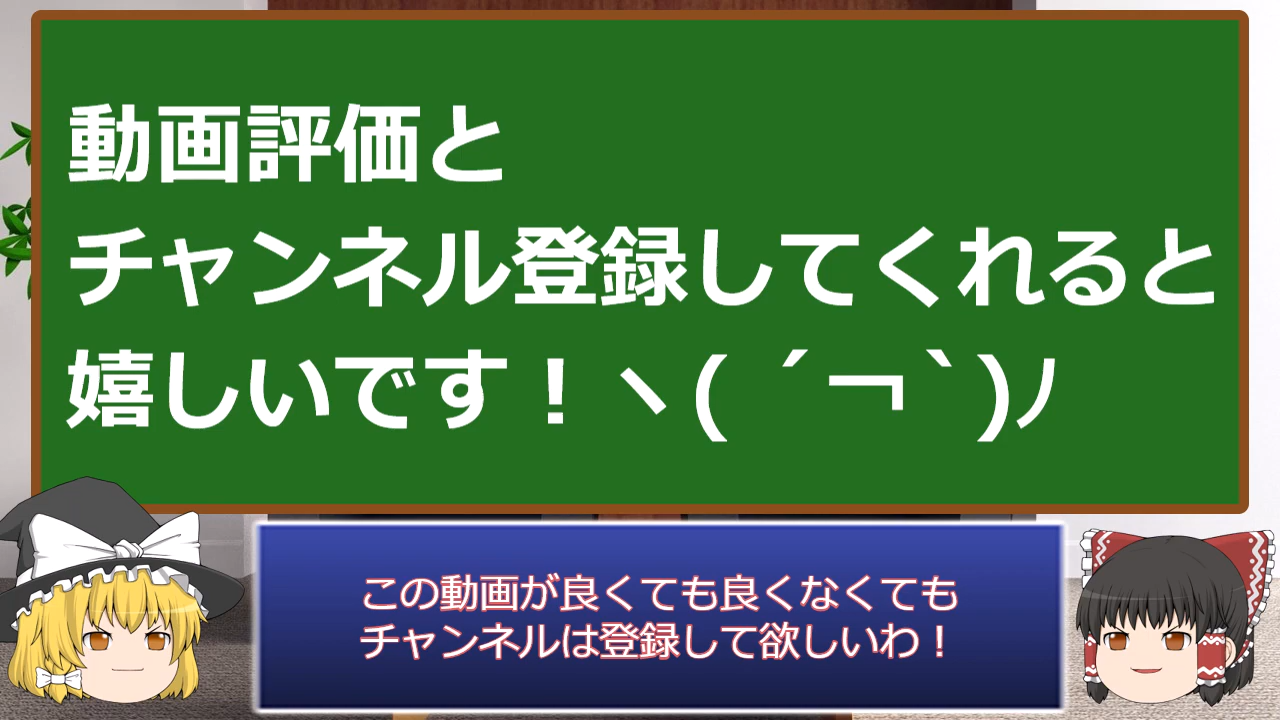 動画評価と
チャンネル登録してくれると
嬉しいです！ヽ( ´￢`)ﾉ
この動画が良くても良くなくても
チャンネルは登録して欲しいわ！